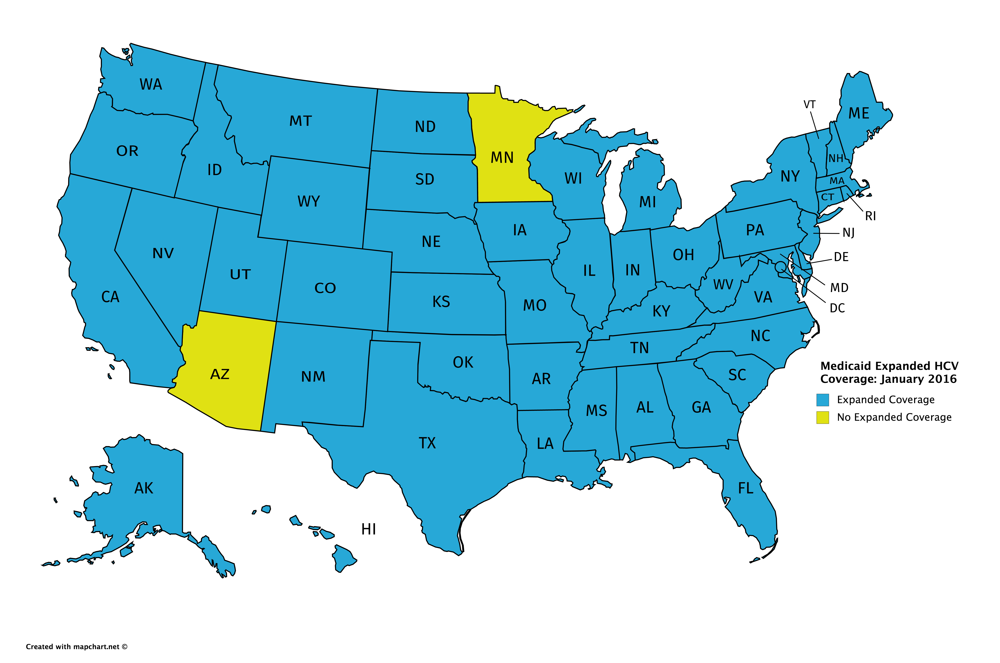 WA
VT
ME
MT
ND
OR
MN
NH
ID
SD
WI
NY
MA
CT
WY
MI
RI
IA
PA
NJ
NE
NV
OH
DE
UT
IL
IN
CO
WV
MD
CA
KS
MO
KY
VA
DC
NC
TN
OK
AZ
NM
AR
SC
Medicaid Expanded HCV
Coverage: January 2016
Expanded Coverage
No Expanded Coverage
MS
AL
GA
TX
LA
AK
FL
HI
Created with mapchart.net ©